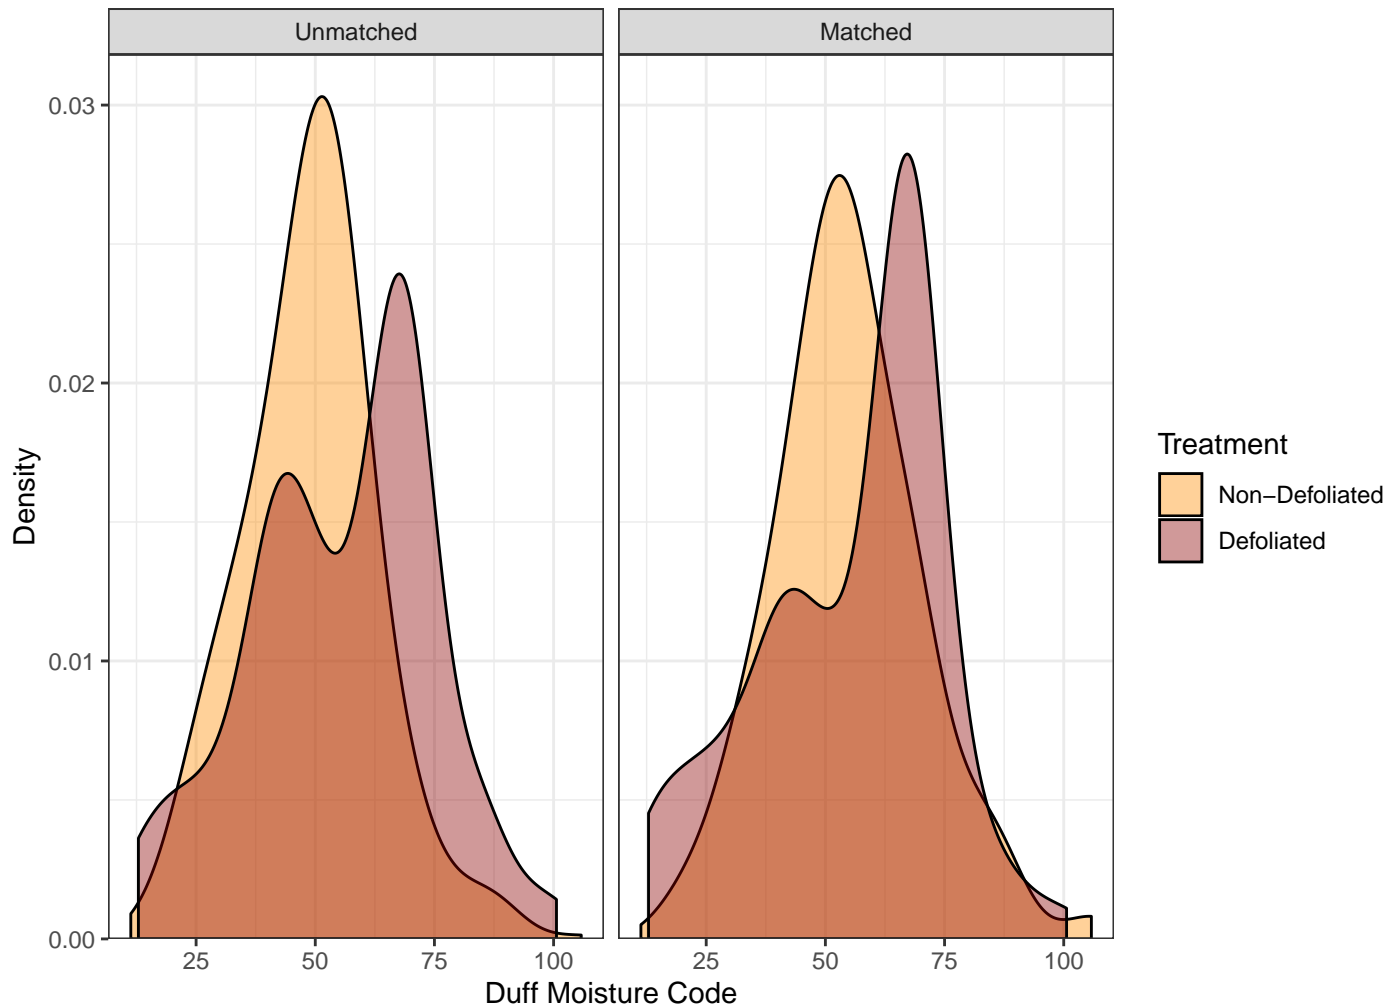 Unmatched
Matched
0.03
0.02
0.01
0.00
Density
25 50 75 100
25 50 75 100
Duff Moisture Code
Treatment
Non−Defoliated
Defoliated